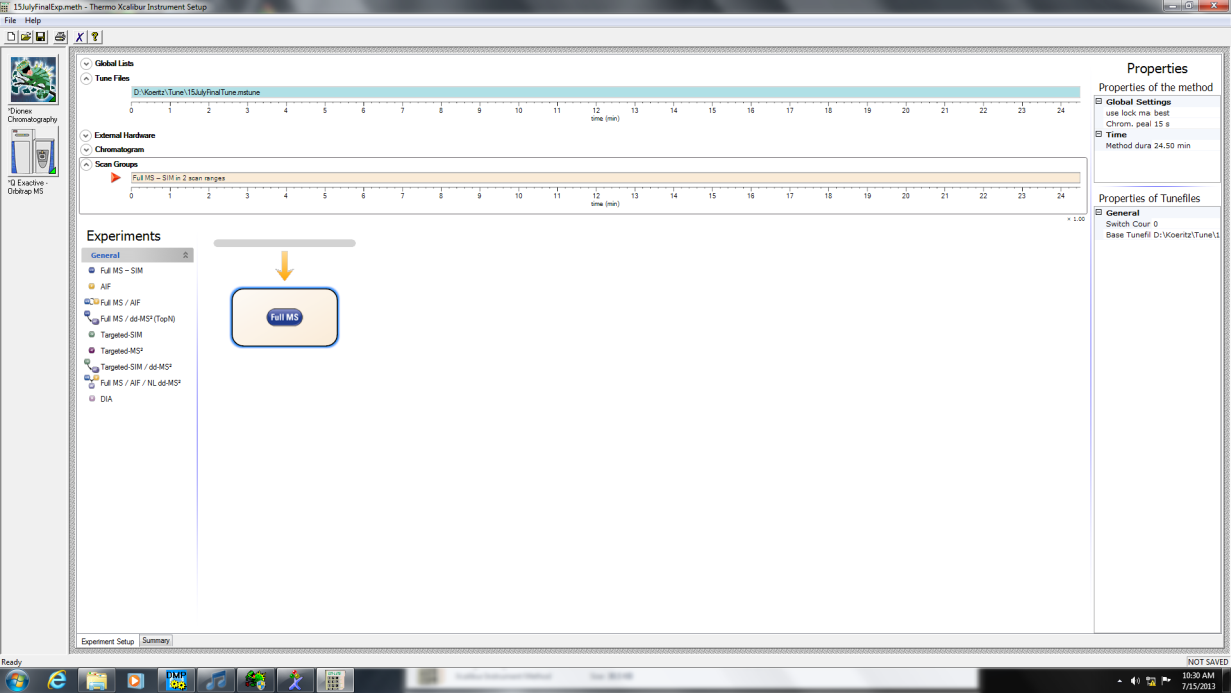 15JulyFinalExp.meth - Thermo Xcalibur Instrument Setup
File Help
*Dionex
Chromatography
*Q Exactive -
Orbitrap MS
Global Lists
Tune Files
D:\Koeritz\Tune\15JulyFinalTune.mstune
0 1 2 3 4 5 6 7 8 9 10 11 12 13 14 15 16 17 18 19 20 21 22 23 24
time (min)
External Hardware
Chromatogram
Scan Groups
Full MS -- SIM in 2 scan ranges
0 1 2 3 4 5 6 7 8 9 10 11 12 13 14 15 16 17 18 19 20 21 22 23 24
time (min)
× 1.00
Experiments
General
Full MS – SIM
AIF
Full MS / AIF
Full MS / dd-MS² (TopN)
Targeted-SIM
Targeted-MS²
Targeted-SIM / dd-MS²
Full MS / AIF / NL dd-MS²
DIA
Full MS
Properties
Properties of the method
Global Settings
use lock ma best
Chrom. peal 15 s
Time
Method dura 24.50 min
Properties of Tunefiles
General
Switch Cour 0
Base Tunefil D:\Koeritz\Tune\1
Experiment Setup Summary
Ready
NOT SAVED
DMP
10:30 AM
7/15/2013